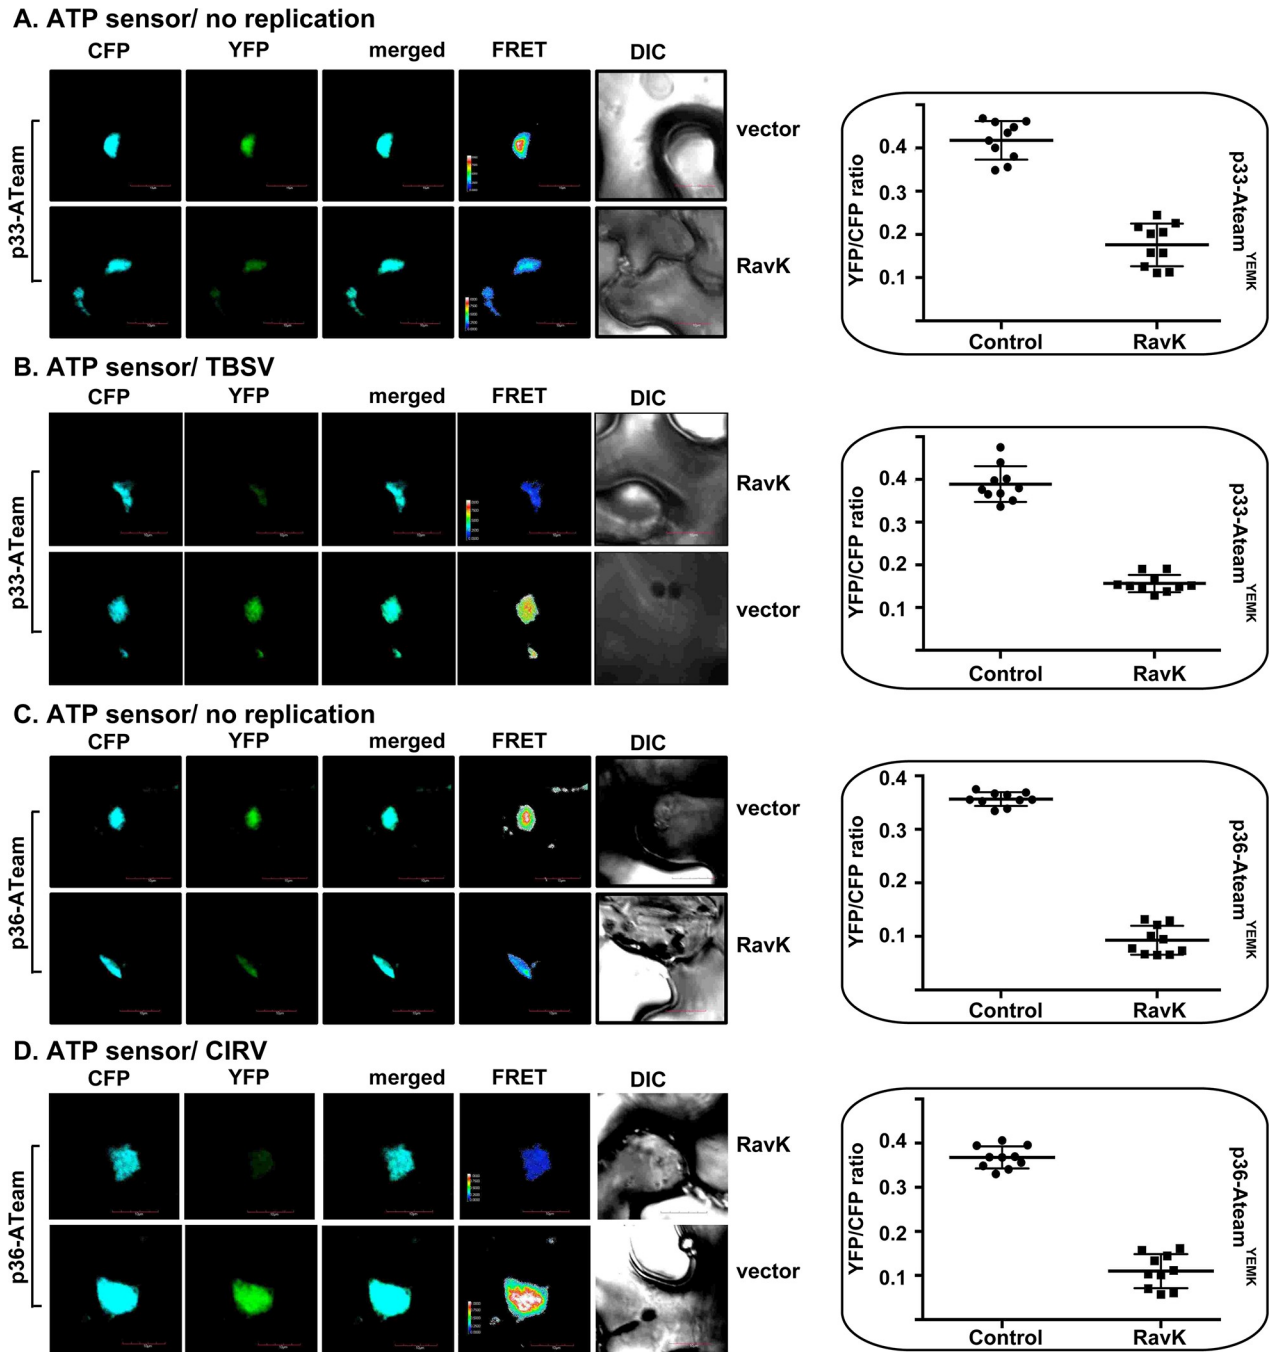 A. ATP sensor/ no replication
CFP YFP merged FRET DIC
p33-ATeam
vector
RavK
YFP/CFP ratio
0.4
0.3
0.2
0.1
Control RavK
p33-Ateam YEMK
B. ATP sensor/ TBSV
CFP YFP merged FRET DIC
p33-ATeam
RavK
vector
YFP/CFP ratio
0.4
0.3
0.2
0.1
Control RavK
p33-Ateam YEMK
C. ATP sensor/ no replication
CFP YFP merged FRET DIC
p36-ATeam
vector
RavK
YFP/CFP ratio
0.4
0.3
0.2
0.1
Control RavK
p36-Ateam YEMK
D. ATP sensor/ CIRV
CFP YFP merged FRET DIC
p36-ATeam
RavK
vector
YFP/CFP ratio
0.4
0.3
0.2
0.1
Control RavK
p36-Ateam YEMK